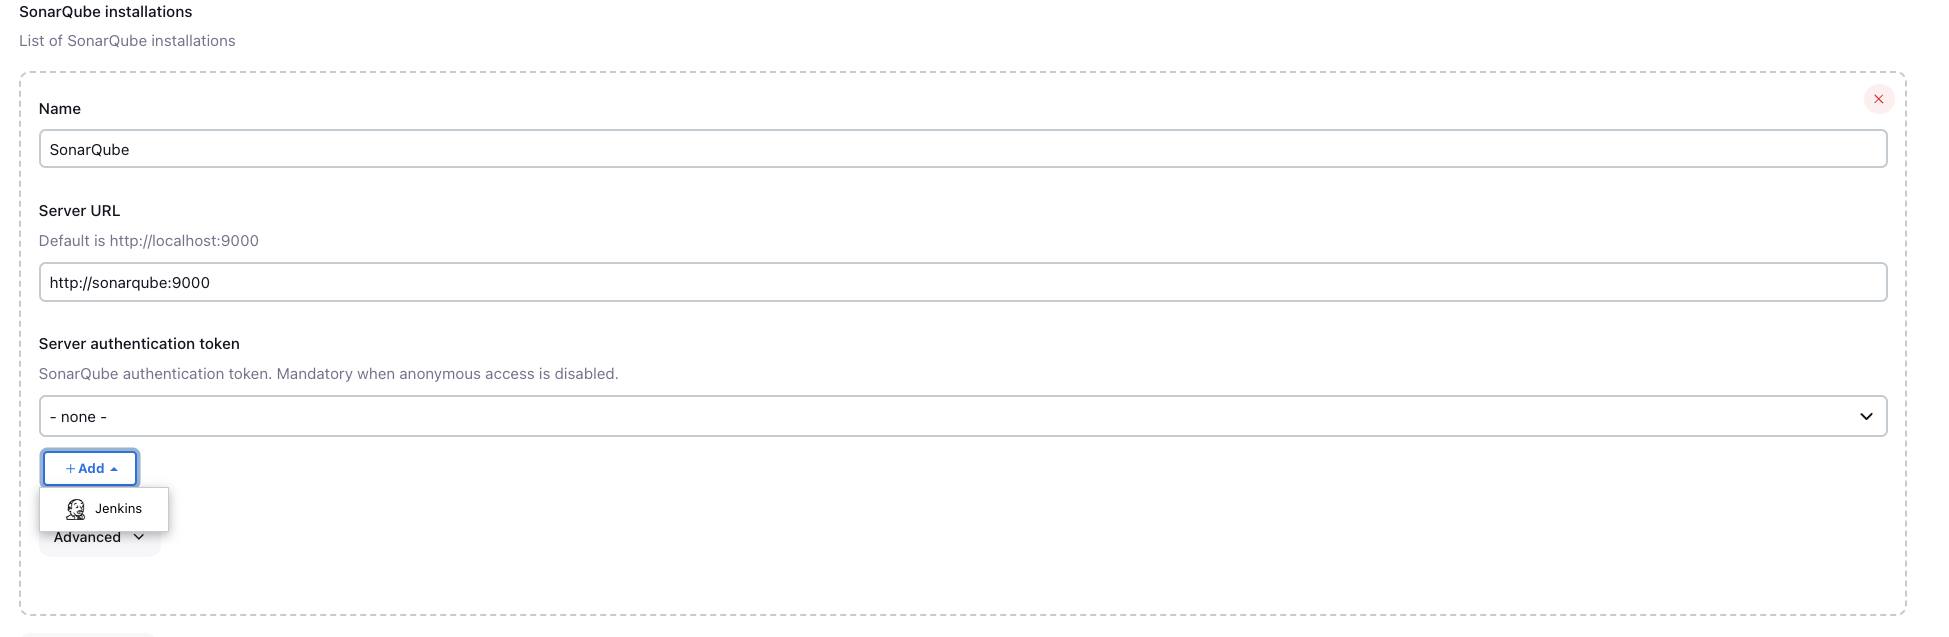 SonarQube installations
List of SonarQube installations
Name
SonarQube
Server URL
Default is http://localhost:9000
http://sonarqube:9000
Server authentication token
SonarQube authentication token. Mandatory when anonymous access is disabled.
- none -
+ Add
Jenkins
Advanced